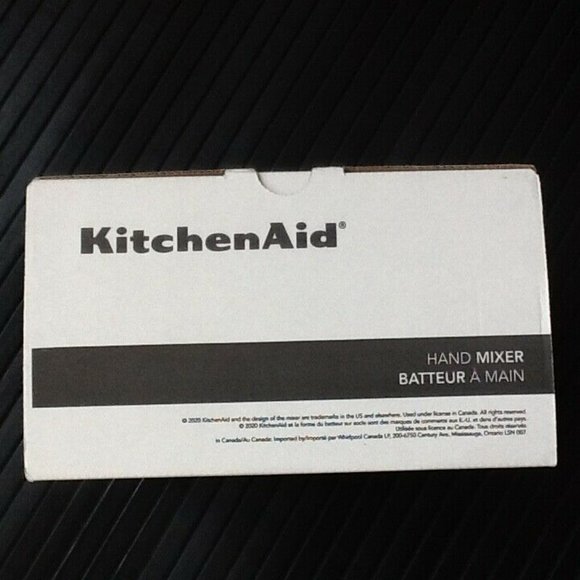 KitchenAid®
HAND MIXER
BATTEUR À MAIN
© 2020 KitchenAid and the design of the mixer are trademarks in the US and elsewhere. Used under license in Canada. All rights reserved.
© 2020 KitchenAid et la forme du batteur sur socle sont des marques de commerce aux E.-U. et dans d'autres pays.
Utilisée sous licence au Canada. Tous droits réservés
in Canada/Au Canada: Imported by/Importé par Whirlpool Canada LP, 200-6750 Century Ave. Mississauga, Ontario L5N 0B7